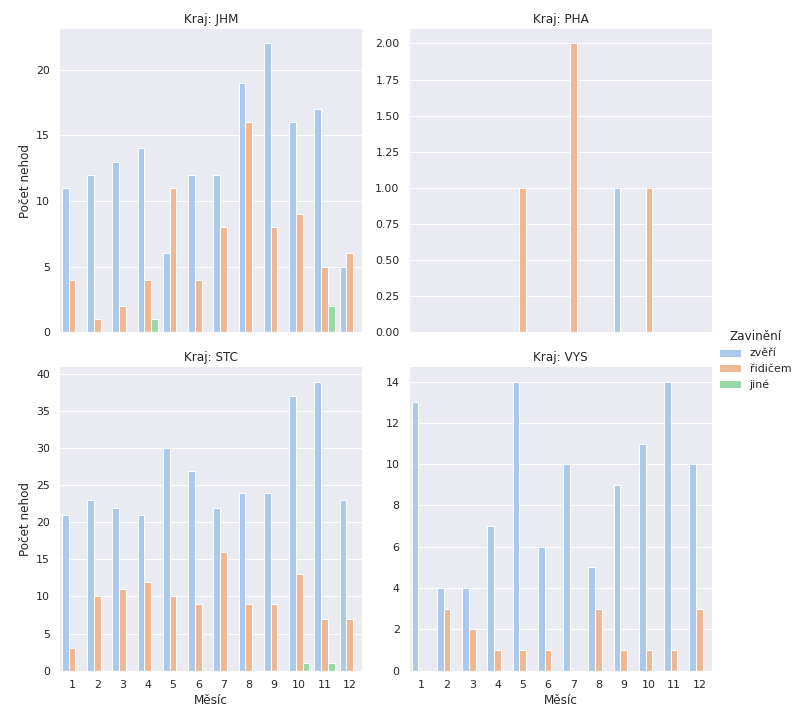 Kraj: JHM
Kraj: PHA
Počet nehod
20
15
10
5
0
2.00
1.75
1.50
1.25
1.00
0.75
0.50
0.25
0.00
Zavinění
zvěří
řidičem
jiné
Kraj: STC
Kraj: VYS
Počet nehod
40
35
30
25
20
15
10
5
0
14
12
10
8
6
4
2
0
1 2 3 4 5 6 7 8 9 10 11 12
Měsíc
1 2 3 4 5 6 7 8 9 10 11 12
Měsíc